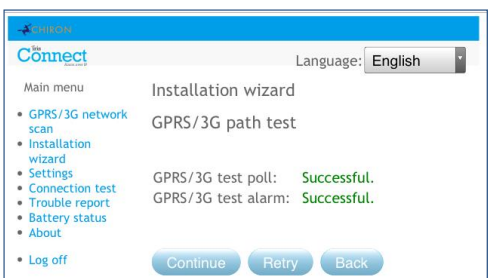 CHIRON
iris
Connect
Language: English
Main menu
Installation wizard
• GPRS/3G network
scan
• Installation
wizard
• Settings
• Connection test
• Trouble report
• Battery status
• About
• Log off
GPRS/3G path test
GPRS/3G test poll: Successful.
GPRS/3G test alarm: Successful.
Continue Retry Back